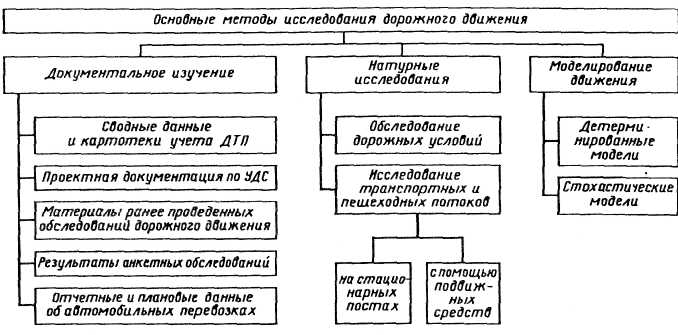 Основные методы исследования дорожного движения
Документальное изучение
Натурные
исследования
Моделирование
движения
Сводные данные
и картотеки учета ДТП
Проектная документация по УДС
Материалы ранее проведенных
обследований дорожного движения
Результаты анкетных обследований
Отчетные и плановые данные
об автомобильных перевозках
Обследование
дорожных условий
Исследование
транспортных и
пешеходных потоков
на стацио-
нарных
постах
с помощью
подвиж-
ных
средств
Детерми-
нированные
модели
Стохастические
модели